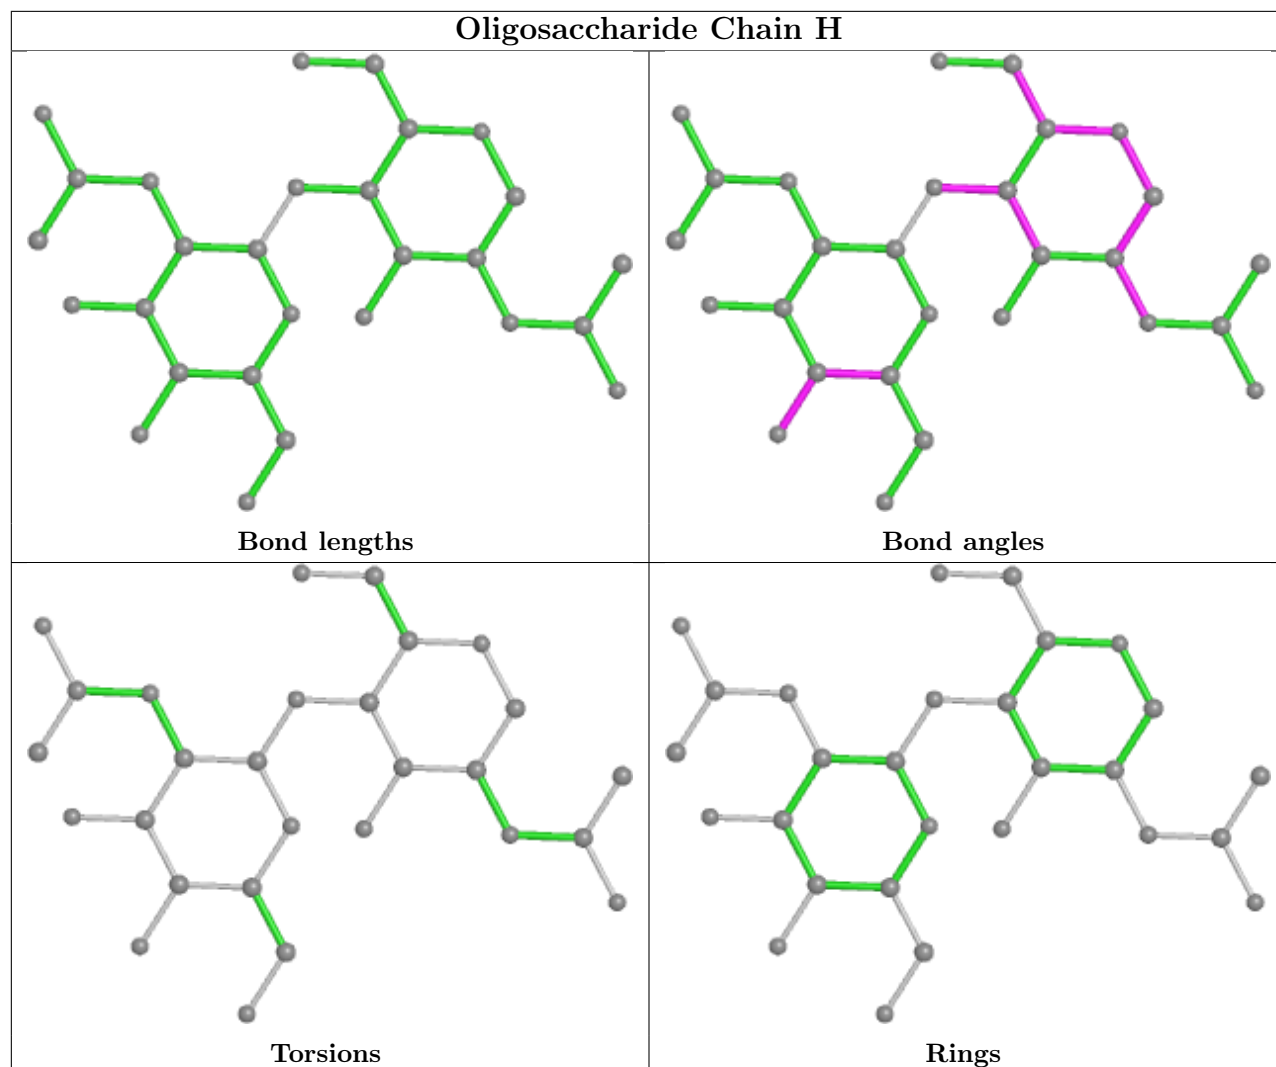 Oligosaccharide Chain H
Bond lengths
Bond angles
Torsions
Rings